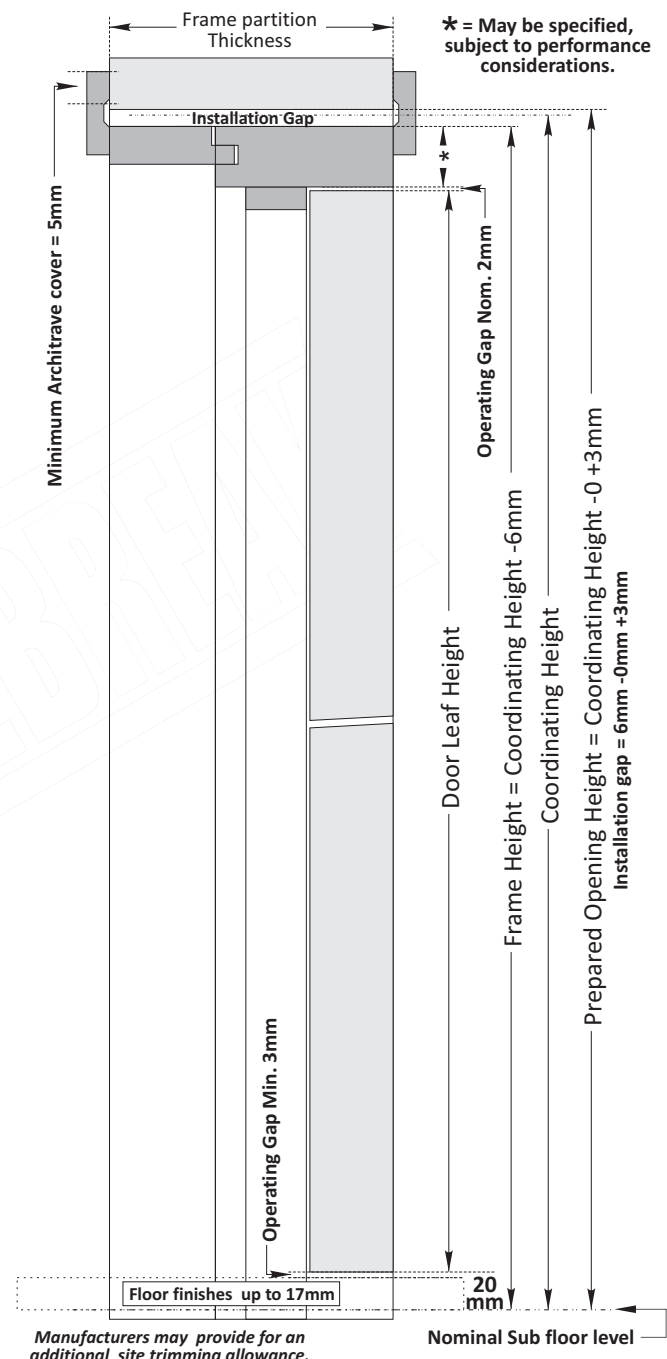 Frame partition
Thickness
* = May be specified,
subject to performance
considerations.
Installation Gap
*
Minimum Architrave cover = 5mm
Operating Gap Nom. 2mm
Door Leaf Height
Frame Height = Coordinating Height -6mm
Coordinating Height
Prepared Opening Height = Coordinating Height -0 +3mm
Installation gap = 6mm -0mm +3mm
Operating Gap Min. 3mm
Floor finishes up to 17mm
20
mm
Nominal Sub floor level
Manufacturers may provide for an
additional site trimming allowance.